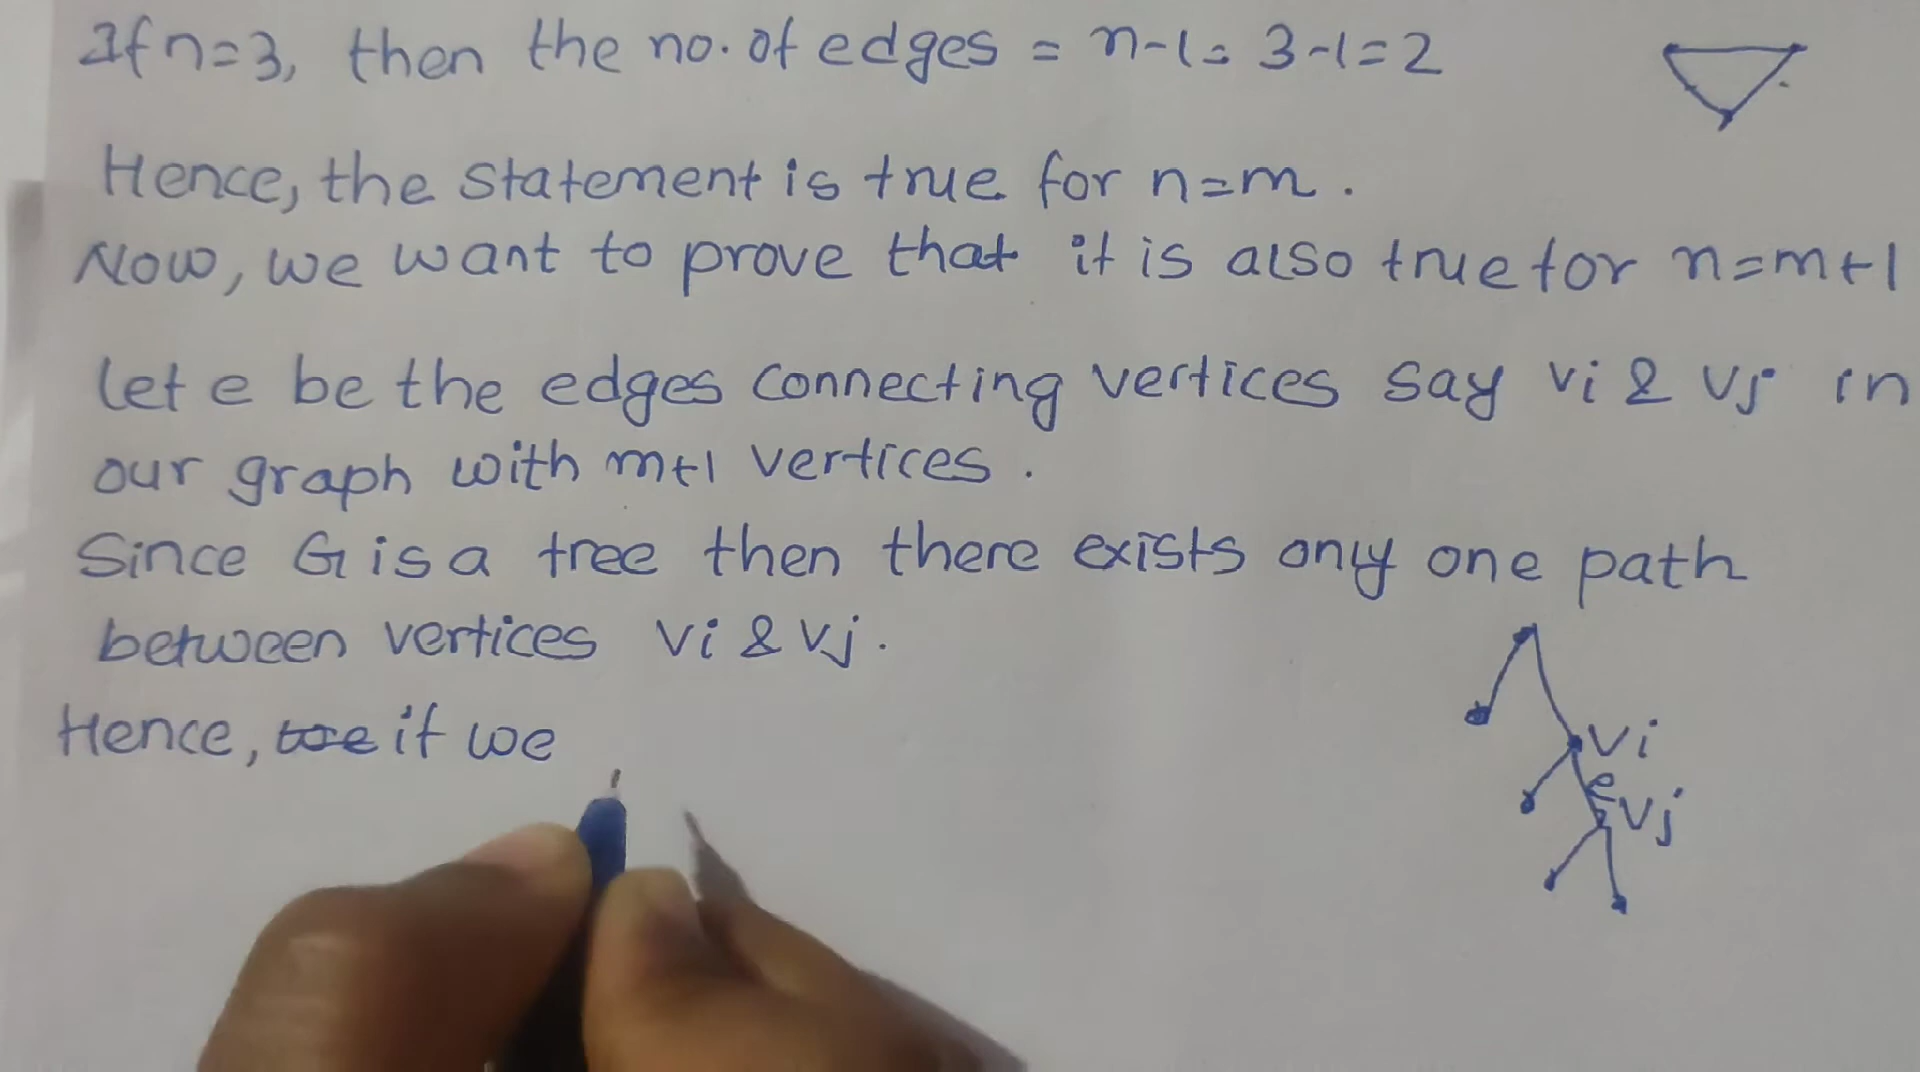 If n=3, then the no. of edges = n-1 = 3-1=2
Hence, the statement is true for n=m.
Now, we want to prove that it is also true for n=m+1
let e be the edges connecting vertices say vi & vj in
our graph with m+1 vertices.
Since G is a tree then there exists only one path
between vertices vi & vj.
Hence, we if we
vi
e
vj